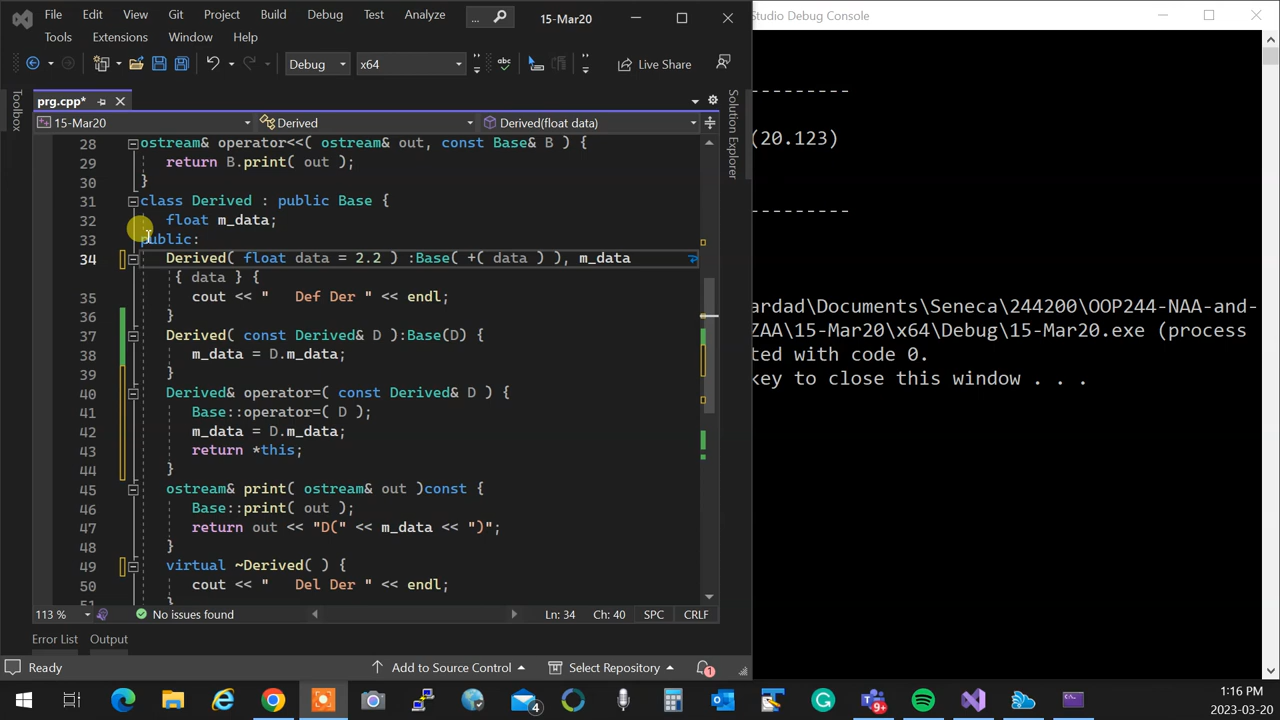 File Edit View Git Project Build Debug Test Analyze ... 15-Mar20
Tools Extensions Window Help
Debug x64 abc Live Share
prg.cpp*
15-Mar20 Derived Derived(float data)
Toolbox
Solution Explorer
28 ostream& operator<<( ostream& out, const Base& B ) {
29 return B.print( out );
30 }
31 class Derived : public Base {
32 float m_data;
33 public:
34 Derived( float data = 2.2 ) :Base( +( data ) ), m_data
{ data } {
35 cout << "   Def Der " << endl;
36 }
37 Derived( const Derived& D ):Base(D) {
38 m_data = D.m_data;
39 }
40 Derived& operator=( const Derived& D ) {
41 Base::operator=( D );
42 m_data = D.m_data;
43 return *this;
44 }
45 ostream& print( ostream& out )const {
46 Base::print( out );
47 return out << "D(" << m_data << ")";
48 }
49 virtual ~Derived( ) {
50 cout << "   Del Der " << endl;
51 }
113 % No issues found Ln: 34 Ch: 40 SPC CRLF
Error List Output
Ready Add to Source Control Select Repository 1
Studio Debug Console
---------
(20.123)
---------
ardad\Documents\Seneca\244200\OOP244-NAA-and-
ZAA\15-Mar20\x64\Debug\15-Mar20.exe (process
ted with code 0.
key to close this window . . .
4 9+ 1:16 PM
2023-03-20